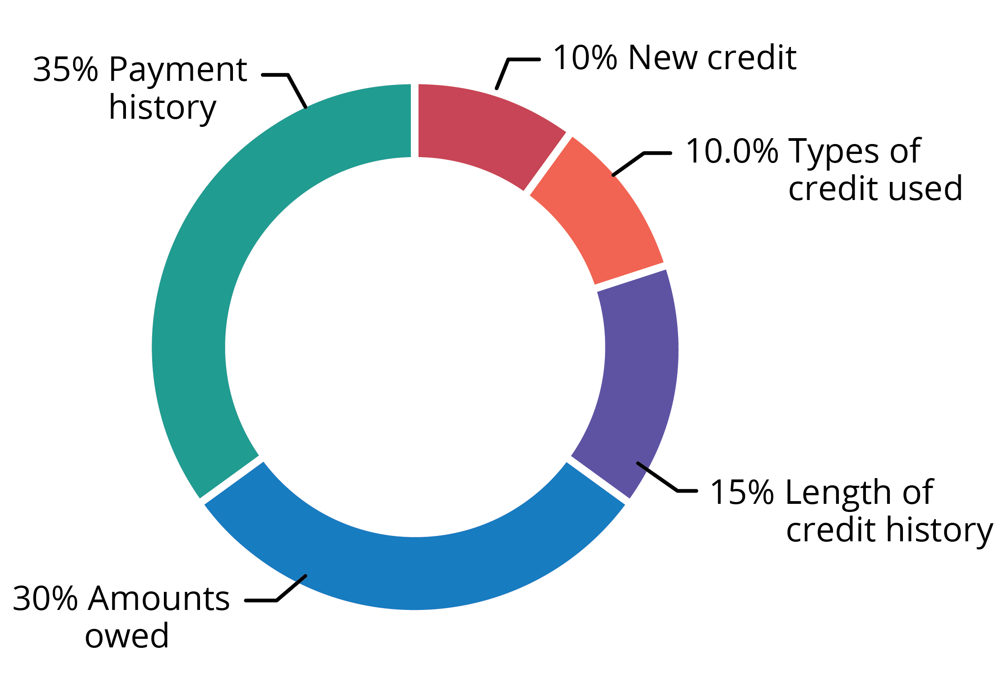 35% Payment
history
10% New credit
10.0% Types of
credit used
15% Length of
credit history
30% Amounts
owed